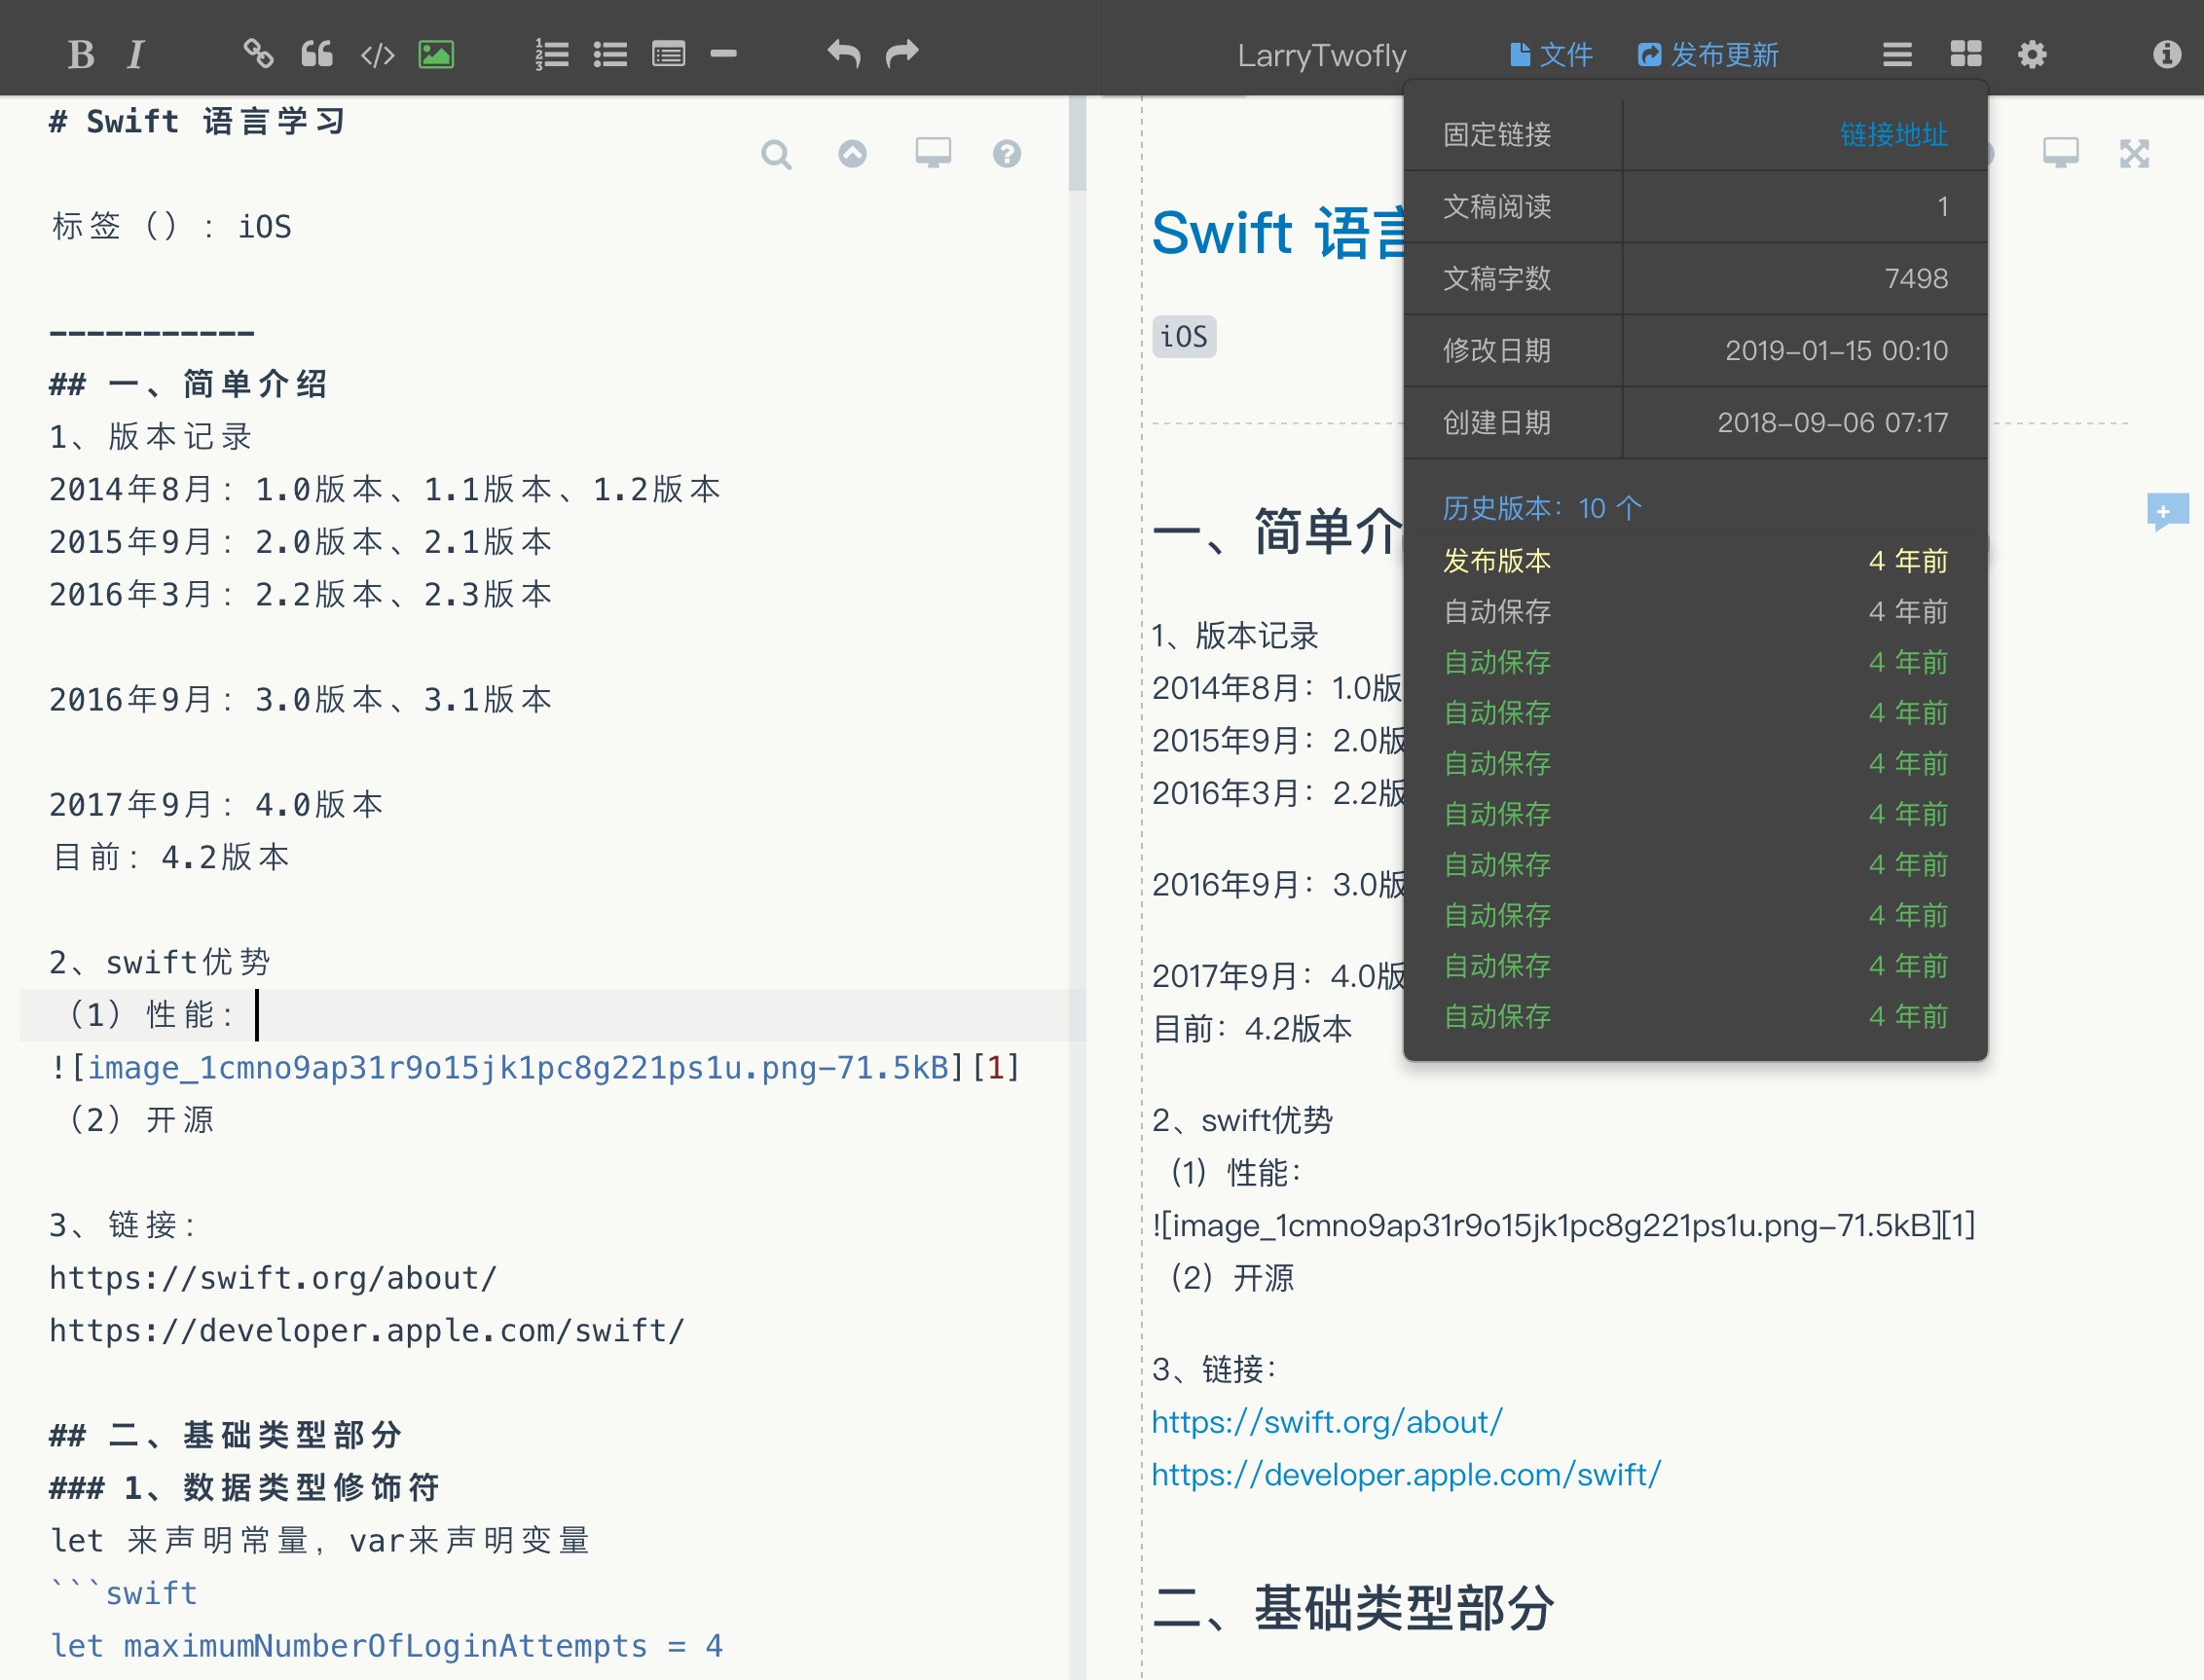 LarryTwofly
文件
发布更新
# Swift 语言学习
标签（）：iOS
-----------
## 一、简单介绍
1、版本记录
2014年8月：1.0版本、1.1版本、1.2版本
2015年9月：2.0版本、2.1版本
2016年3月：2.2版本、2.3版本
2016年9月：3.0版本、3.1版本
2017年9月：4.0版本
目前：4.2版本
2、swift优势
（1）性能：
![image_1cmno9ap31r9o15jk1pc8g221ps1u.png-71.5kB][1]
（2）开源
3、链接：
https://swift.org/about/
https://developer.apple.com/swift/
## 二、基础类型部分
### 1、数据类型修饰符
let 来声明常量，var来声明变量
```swift
let maximumNumberOfLoginAttempts = 4
Swift 语言
iOS
一、简单介
1、版本记录
2014年8月：1.0版
2015年9月：2.0版
2016年3月：2.2版
2016年9月：3.0版
2017年9月：4.0版
目前：4.2版本
2、swift优势
（1）性能：
![image_1cmno9ap31r9o15jk1pc8g221ps1u.png-71.5kB][1]
（2）开源
3、链接：
https://swift.org/about/
https://developer.apple.com/swift/
二、基础类型部分
固定链接 链接地址
文稿阅读 1
文稿字数 7498
修改日期 2019-01-15 00:10
创建日期 2018-09-06 07:17
历史版本：10 个
发布版本 4 年前
自动保存 4 年前
自动保存 4 年前
自动保存 4 年前
自动保存 4 年前
自动保存 4 年前
自动保存 4 年前
自动保存 4 年前
自动保存 4 年前
自动保存 4 年前